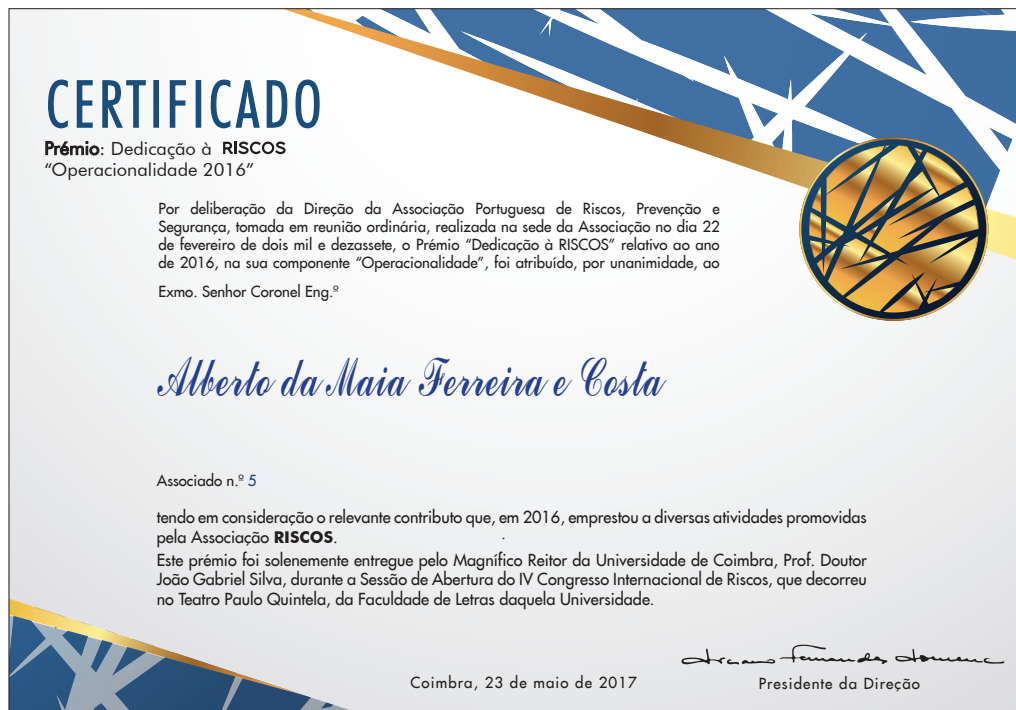 CERTIFICADO
Prémio: Dedicação à RISCOS
“Operacionalidade 2016”
Por deliberação da Direção da Associação Portuguesa de Riscos, Prevenção e
Segurança, tomada em reunião ordinária, realizada na sede da Associação no dia 22
de fevereiro de dois mil e dezassete, o Prémio “Dedicação à RISCOS” relativo ao ano
de 2016, na sua componente “Operacionalidade”, foi atribuído, por unanimidade, ao
Exmo. Senhor Coronel Eng.º
Alberto da Maia Ferreira e Costa
Associado n.º 5
tendo em consideração o relevante contributo que, em 2016, emprestou a diversas atividades promovidas
pela Associação RISCOS.
Este prémio foi solenemente entregue pelo Magnífico Reitor da Universidade de Coimbra, Prof. Doutor
João Gabriel Silva, durante a Sessão de Abertura do IV Congresso Internacional de Riscos, que decorreu
no Teatro Paulo Quintela, da Faculdade de Letras daquela Universidade.
Fernandes
Coimbra, 23 de maio de 2017
Presidente da Direção